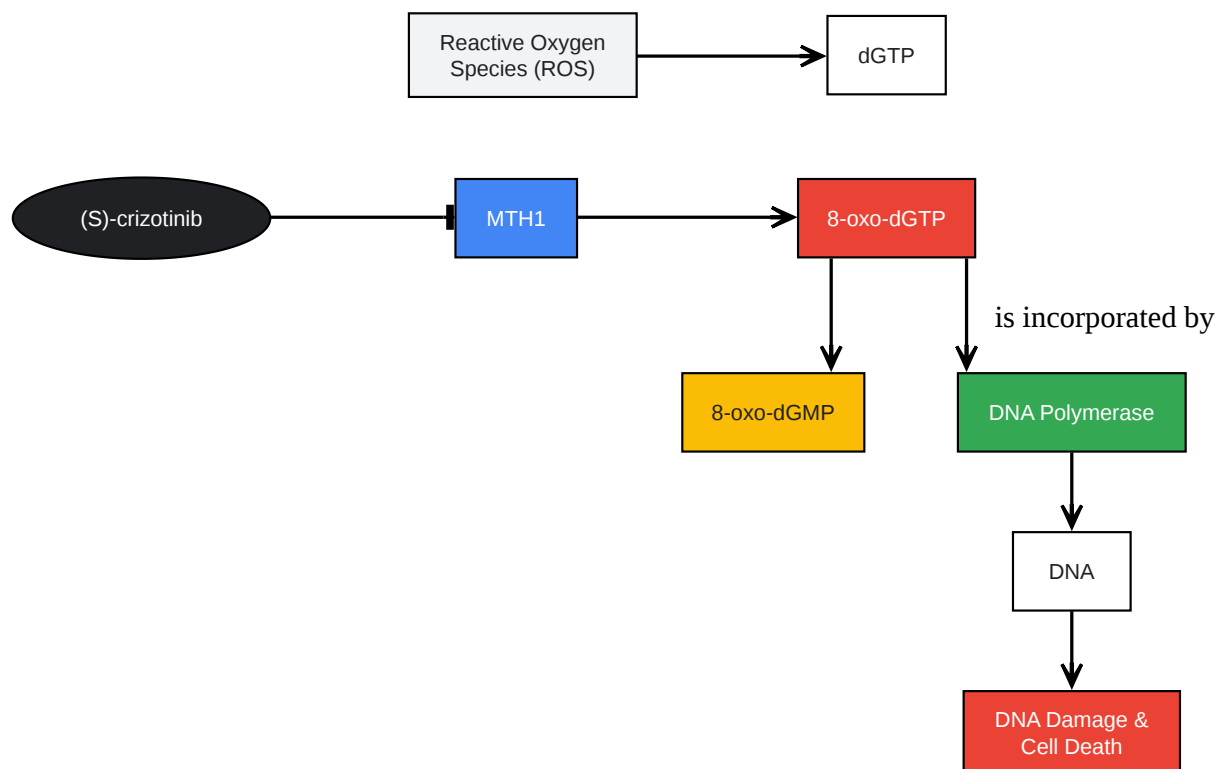 Reactive Oxygen
Species (ROS)
dGTP
(S)-crizotinib
MTH1
8-oxo-dGTP
is incorporated by
8-oxo-dGMP
DNA Polymerase
DNA
DNA Damage &
Cell Death